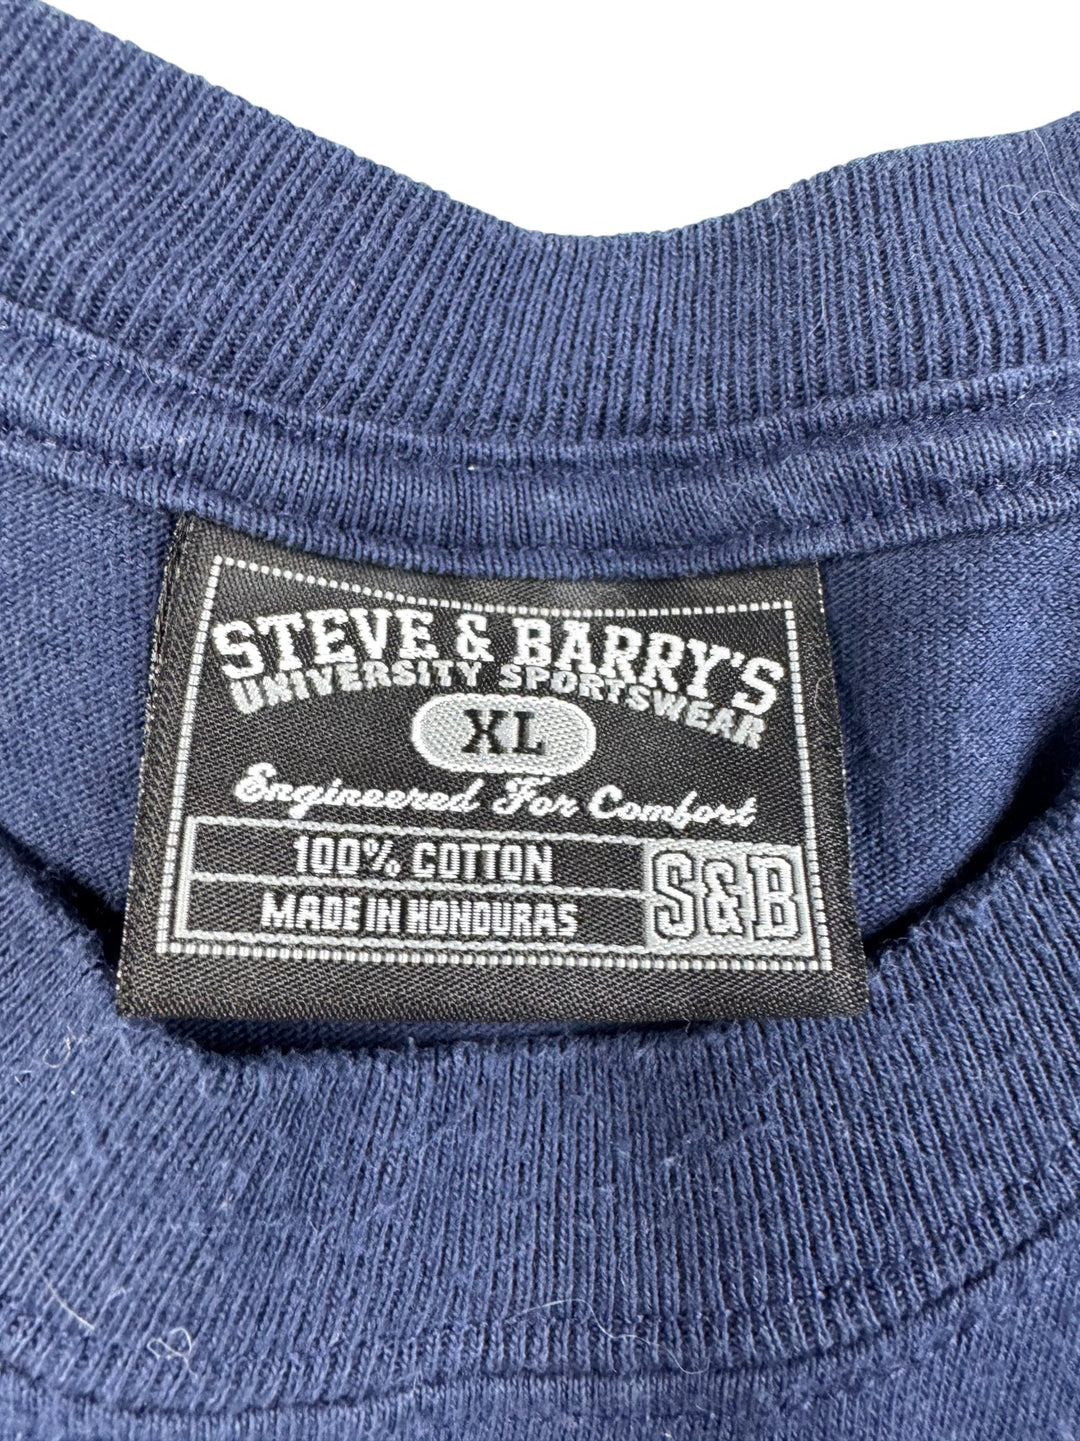 STEVE & BARRY'S
UNIVERSITY SPORTSWEAR
XL
Engineered For Comfort
100% COTTON
MADE IN HONDURAS
S&B